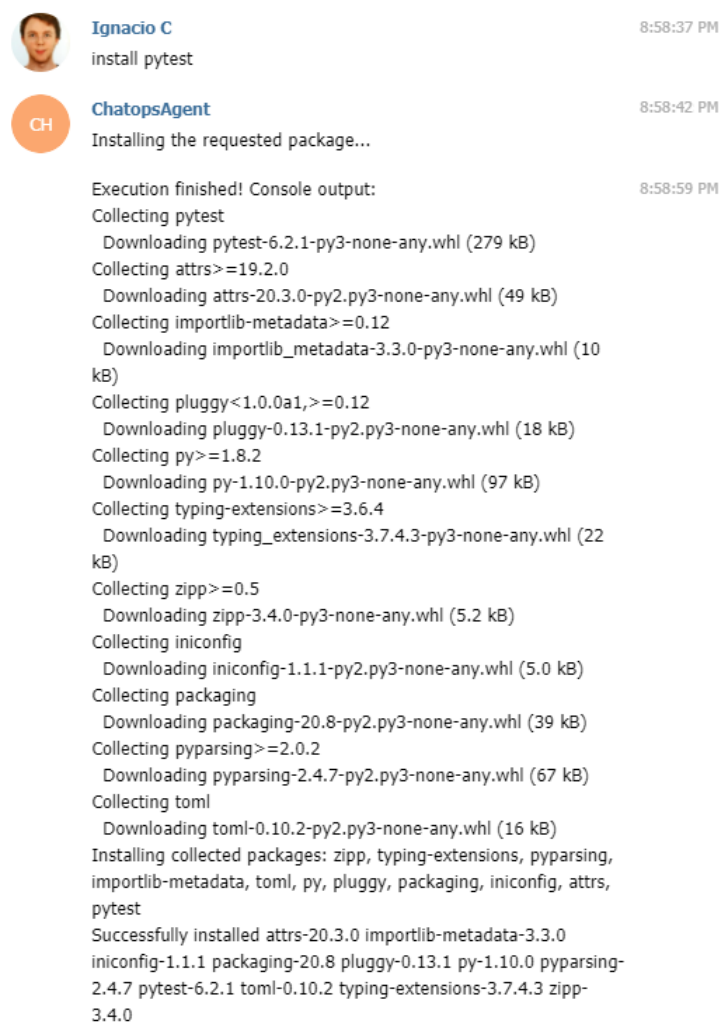 Ignacio C
8:58:37 PM
install pytest
CH
ChatopsAgent
8:58:42 PM
Installing the requested package...
Execution finished! Console output:
8:58:59 PM
Collecting pytest
Downloading pytest-6.2.1-py3-none-any.whl (279 kB)
Collecting attrs>=19.2.0
Downloading attrs-20.3.0-py2.py3-none-any.whl (49 kB)
Collecting importlib-metadata>=0.12
Downloading importlib_metadata-3.3.0-py3-none-any.whl (10
kB)
Collecting pluggy<1.0.0a1,>=0.12
Downloading pluggy-0.13.1-py2.py3-none-any.whl (18 kB)
Collecting py>=1.8.2
Downloading py-1.10.0-py2.py3-none-any.whl (97 kB)
Collecting typing-extensions>=3.6.4
Downloading typing_extensions-3.7.4.3-py3-none-any.whl (22
kB)
Collecting zipp>=0.5
Downloading zipp-3.4.0-py3-none-any.whl (5.2 kB)
Collecting iniconfig
Downloading iniconfig-1.1.1-py2.py3-none-any.whl (5.0 kB)
Collecting packaging
Downloading packaging-20.8-py2.py3-none-any.whl (39 kB)
Collecting pyparsing>=2.0.2
Downloading pyparsing-2.4.7-py2.py3-none-any.whl (67 kB)
Collecting toml
Downloading toml-0.10.2-py2.py3-none-any.whl (16 kB)
Installing collected packages: zipp, typing-extensions, pyparsing,
importlib-metadata, toml, py, pluggy, packaging, iniconfig, attrs,
pytest
Successfully installed attrs-20.3.0 importlib-metadata-3.3.0
iniconfig-1.1.1 packaging-20.8 pluggy-0.13.1 py-1.10.0 pyparsing-
2.4.7 pytest-6.2.1 toml-0.10.2 typing-extensions-3.7.4.3 zipp-
3.4.0